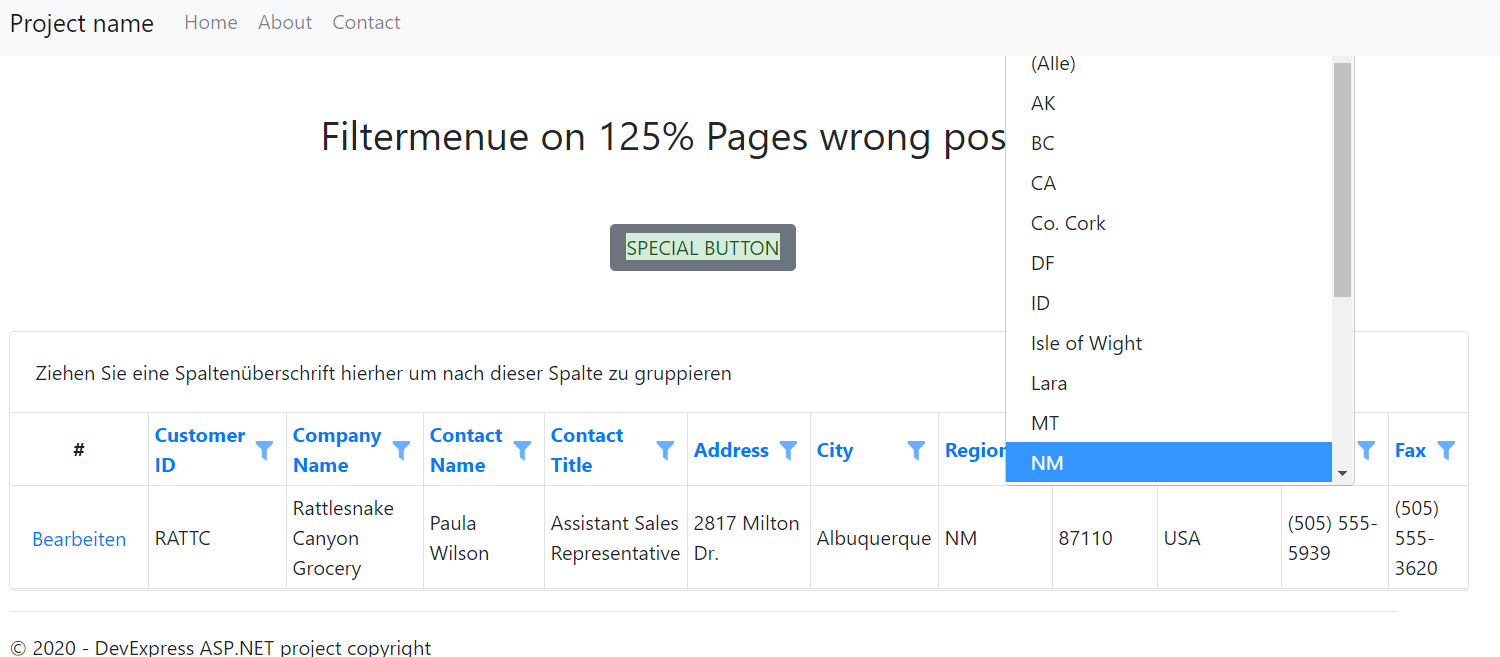 Project name Home About Contact
(Alle)
AK
BC
CA
Co. Cork
DF
ID
Isle of Wight
Lara
MT
NM
Filtermenue on 125% Pages wrong pos
SPECIAL BUTTON
Ziehen Sie eine Spaltenüberschrift hierher um nach dieser Spalte zu gruppieren
#
Customer
ID
Company
Name
Contact
Name
Contact
Title
Address
City
Region
Fax
Bearbeiten
RATTC
Rattlesnake
Canyon
Grocery
Paula
Wilson
Assistant Sales
Representative
2817 Milton
Dr.
Albuquerque
NM
87110
USA
(505) 555-
5939
(505)
555-
3620
© 2020 - DevExpress ASP.NET project copyright